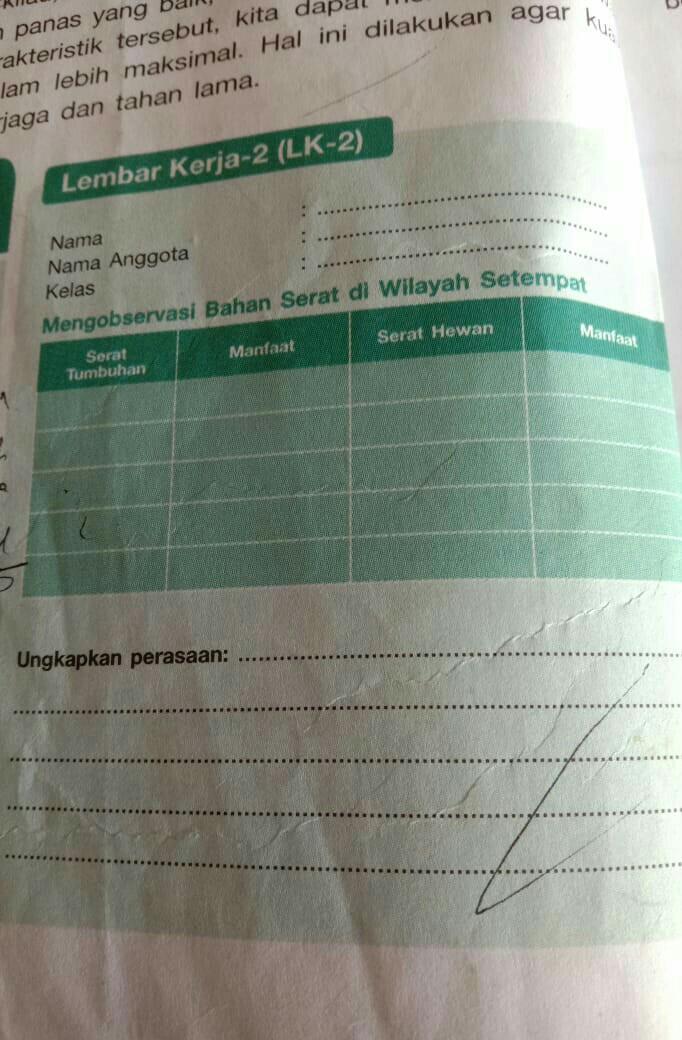 panas yang
rakteristik tersebut, kita dapat
lam lebih maksimal. Hal ini dilakukan agar
jaga dan tahan lama.
Lembar Kerja-2 (LK-2)
Nama : ........................................
Nama Anggota : ........................................
Kelas : ........................................
Mengobservasi Bahan Serat di Wilayah Setempat
Serat Tumbuhan Manfaat Serat Hewan Manfaat
Ungkapkan perasaan: ........................................